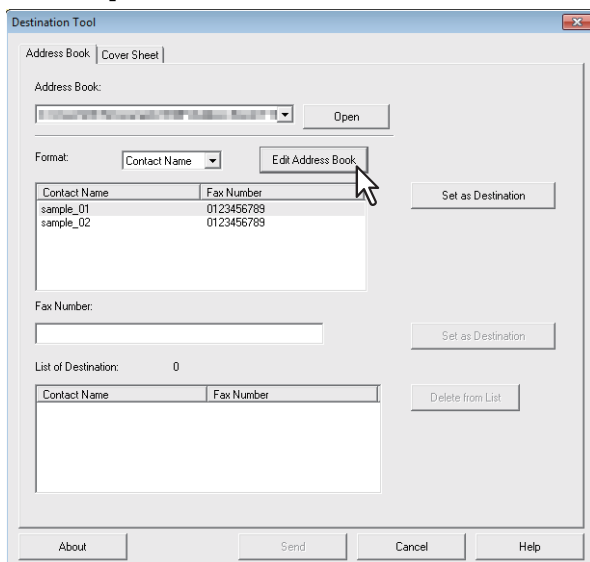 Destination Tool
Address Book Cover Sheet
Address Book:
Open
Format: Contact Name Edit Address Book
Contact Name Fax Number
sample_01 0123456789
sample_02 0123456789
Set as Destination
Fax Number:
Set as Destination
List of Destination: 0
Contact Name Fax Number
Delete from List
About Send Cancel Help